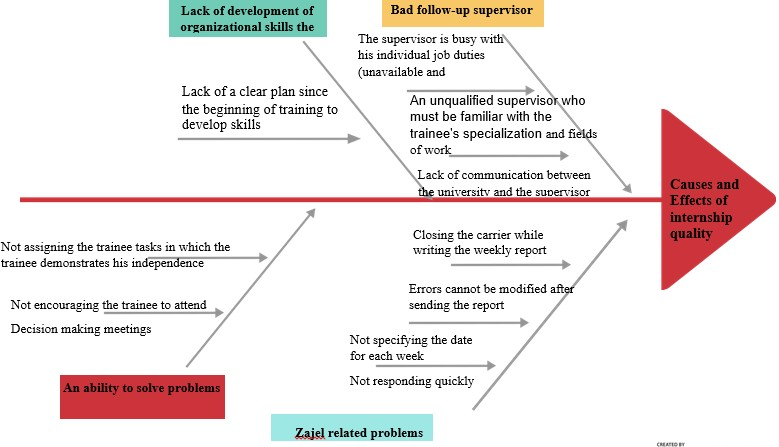 Lack of development of
organizational skills the
Bad follow-up supervisor
The supervisor is busy with
his individual job duties
(unavailable and
Lack of a clear plan since
the beginning of training to
develop skills
An unqualified supervisor who
must be familiar with the
trainee's specialization and fields
of work
Lack of communication between
the university and the supervisor
Causes and
Effects of
internship
quality
Not assigning the trainee tasks in which the
trainee demonstrates his independence
Not encouraging the trainee to attend
Decision making meetings
Closing the carrier while
writing the weekly report
Errors cannot be modified after
sending the report
Not specifying the date
for each week
Not responding quickly
An ability to solve problems
Zajel related problems
CREATED BY